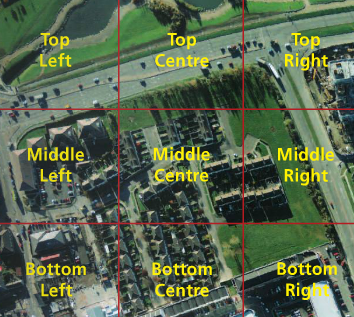 Top
Left
Top
Centre
Top
Right
Middle
Left
Middle
Centre
Middle
Right
Bottom
Left
Bottom
Centre
Bottom
Right